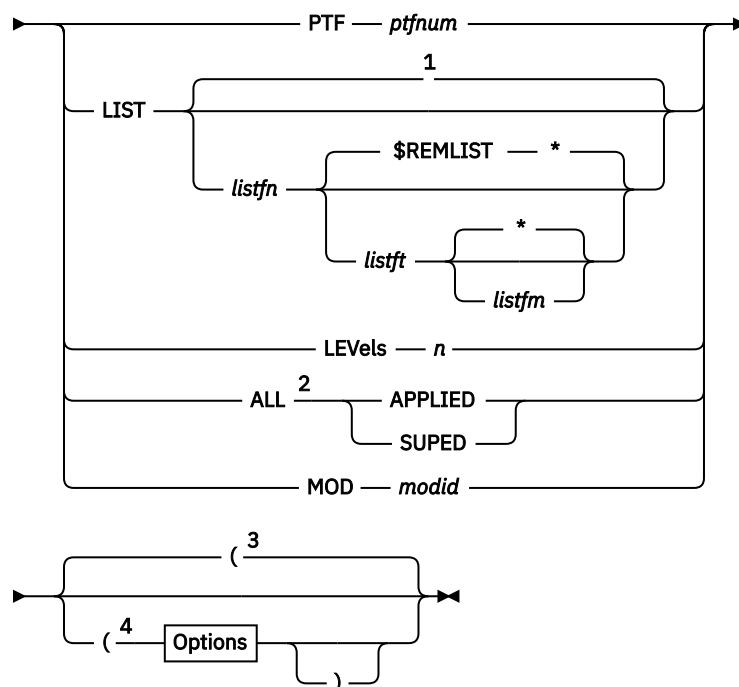 PTF ptfnum
1
LIST
$REMLIST *
listfn
*
listft
listfm
LEVels n
ALL 2 APPLIED
SUPED
MOD modid
( 3
( 4 Options
)